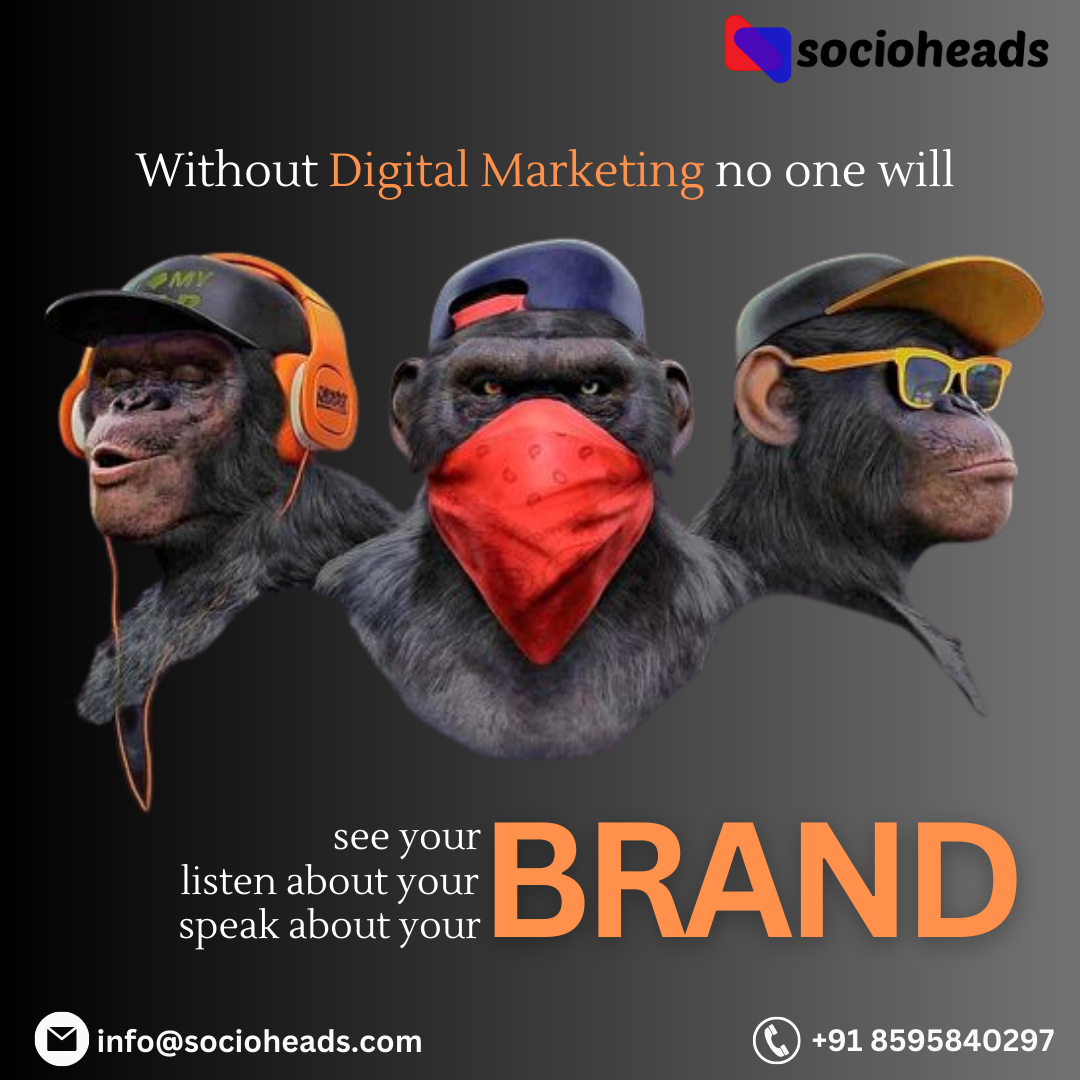 socioheads
Without Digital Marketing no one will
MY
see your
listen about your
speak about your
BRAND
info@socioheads.com
+91 8595840297